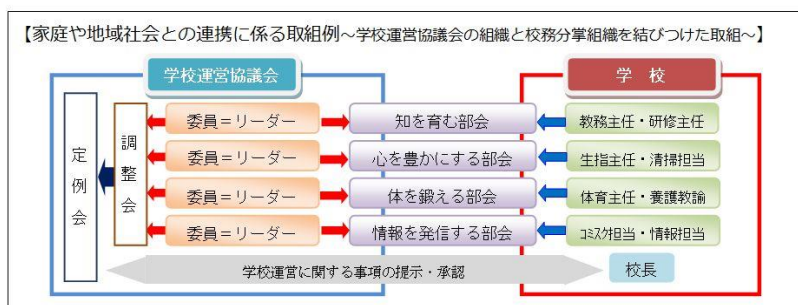 【家庭や地域社会との連携に係る取組例～学校運営協議会の組織と校務分掌組織を結びつけた取組～】
学校運営協議会
学　校
定例会
調整会
委員＝リーダー
知を育む部会
教務主任・研修主任
委員＝リーダー
心を豊かにする部会
生指主任・清掃担当
委員＝リーダー
体を鍛える部会
体育主任・養護教諭
委員＝リーダー
情報を発信する部会
ｺﾐｽｸ担当・情報担当
学校運営に関する事項の提示・承認
校長